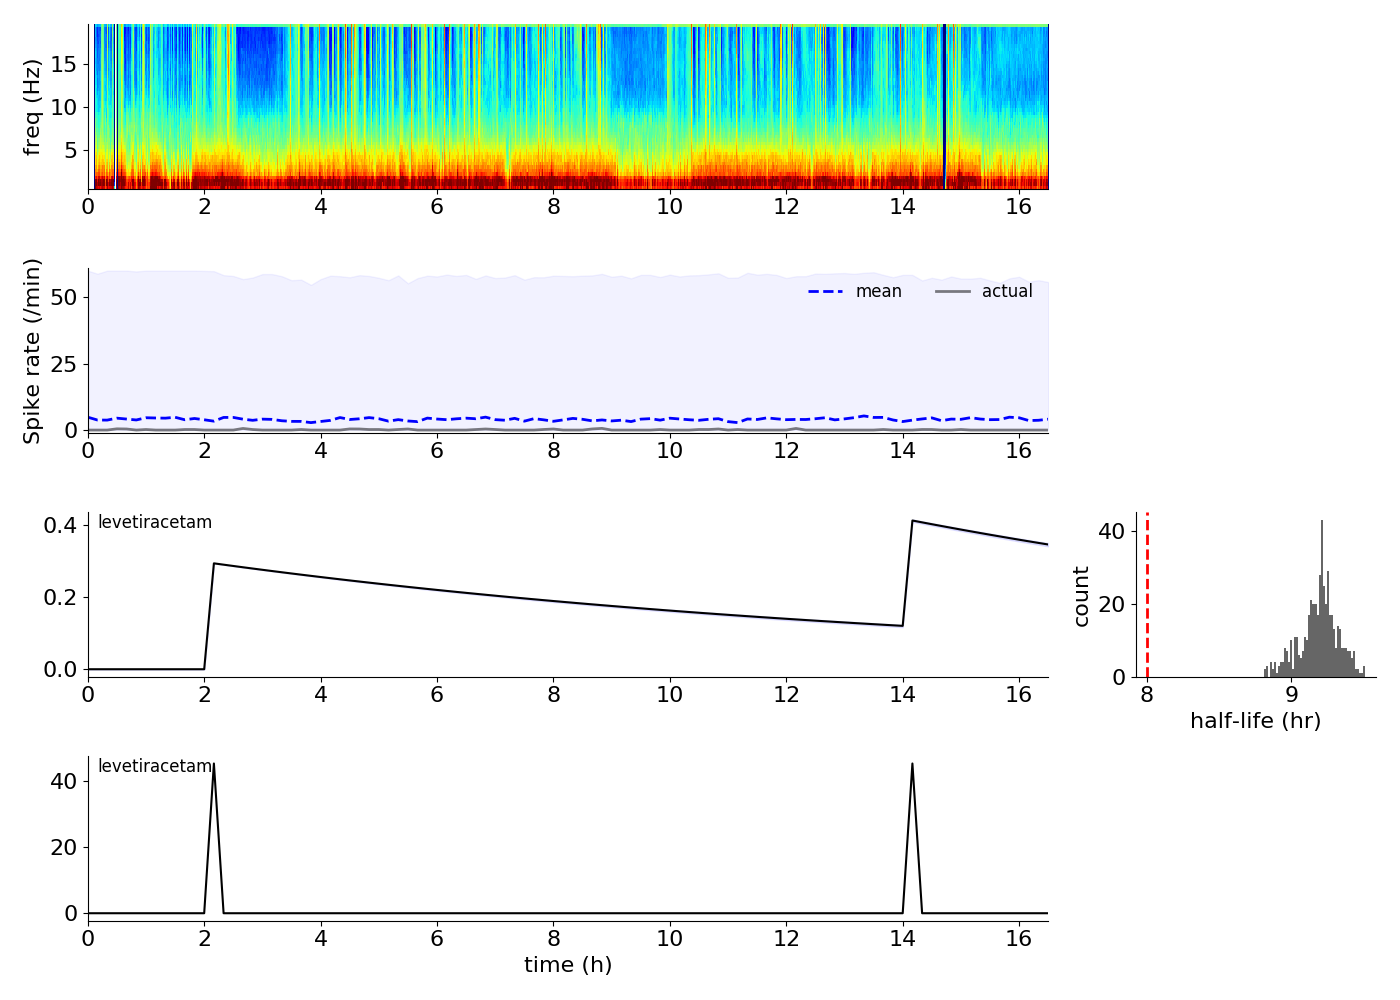 freq (Hz)
15
10
5
0 2 4 6 8 10 12 14 16
Spike rate (/min)
50
25
0
mean actual
0 2 4 6 8 10 12 14 16
levetiracetam
0.4
0.2
0.0
0 2 4 6 8 10 12 14 16
count
40
20
0
8 9
half-life (hr)
levetiracetam
40
20
0
0 2 4 6 8 10 12 14 16
time (h)